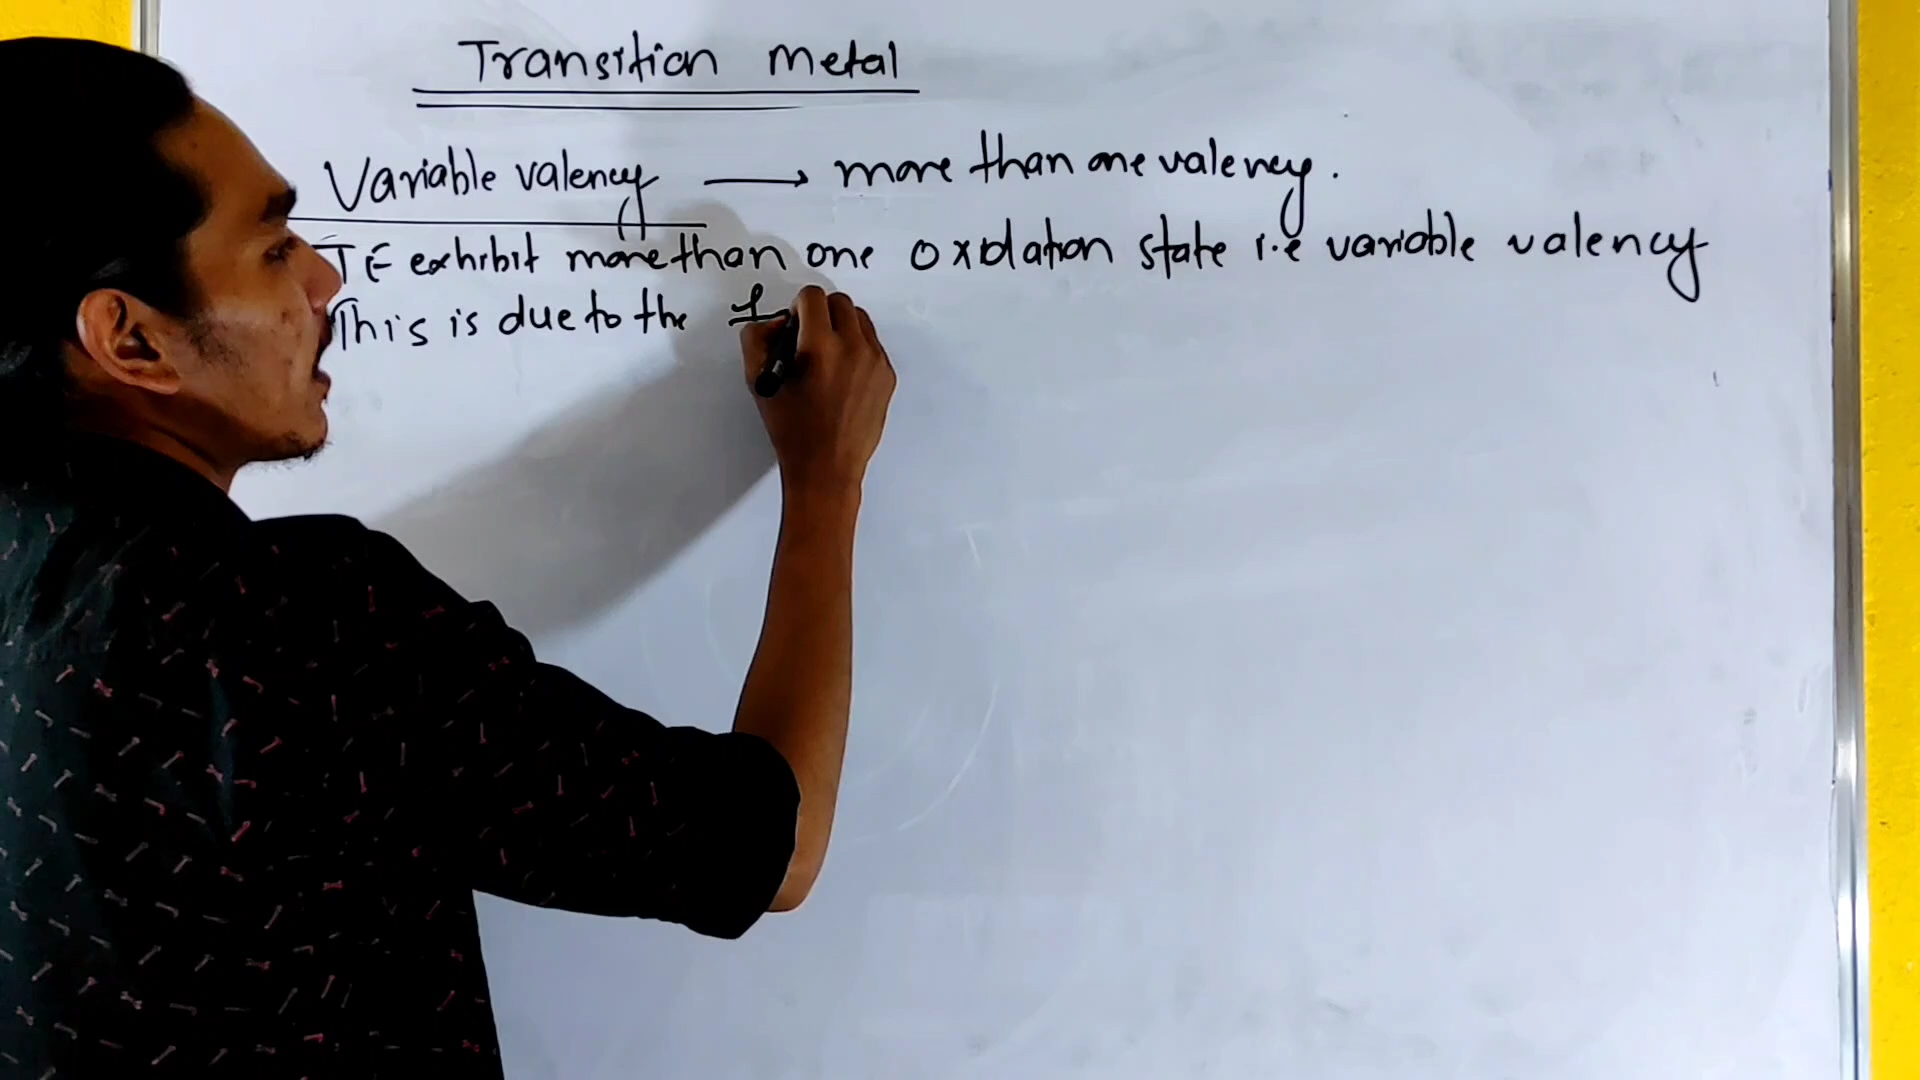 Transition Metal
Variable valency → more than one valency.
TE exhibit more than one oxidation state i.e variable valency
This is due to the